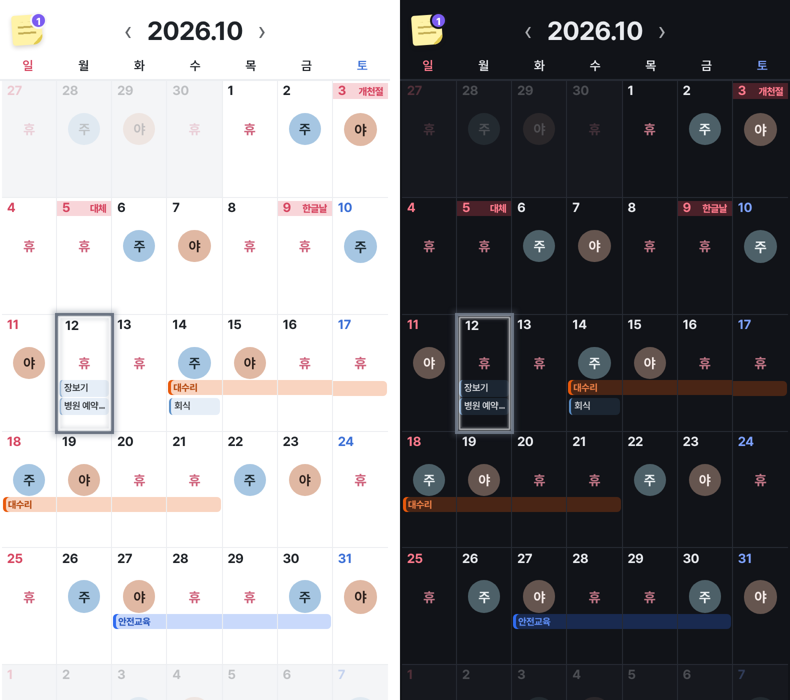 1
‹ 2026.10 ›
일 월 화 수 목 금 토
27 28 29 30 1 2 3 개천절
휴 주 야 휴 휴 주 야
4 5 대체 6 7 8 9 한글날 10
휴 휴 주 야 휴 휴 주
11 12 13 14 15 16 17
야 휴 휴 주 야 휴 휴
장보기 대수리
병원 예약... 회식
18 19 20 21 22 23 24
주 야 휴 휴 주 야 휴
대수리
25 26 27 28 29 30 31
휴 주 야 휴 휴 주 야
안전교육
1 2 3 4 5 6 7
1
‹ 2026.10 ›
일 월 화 수 목 금 토
27 28 29 30 1 2 3 개천절
휴 주 야 휴 휴 주 야
4 5 대체 6 7 8 9 한글날 10
휴 휴 주 야 휴 휴 주
11 12 13 14 15 16 17
야 휴 휴 주 야 휴 휴
장보기 대수리
병원 예약... 회식
18 19 20 21 22 23 24
주 야 휴 휴 주 야 휴
대수리
25 26 27 28 29 30 31
휴 주 야 휴 휴 주 야
안전교육
1 2 3 4 5 6 7